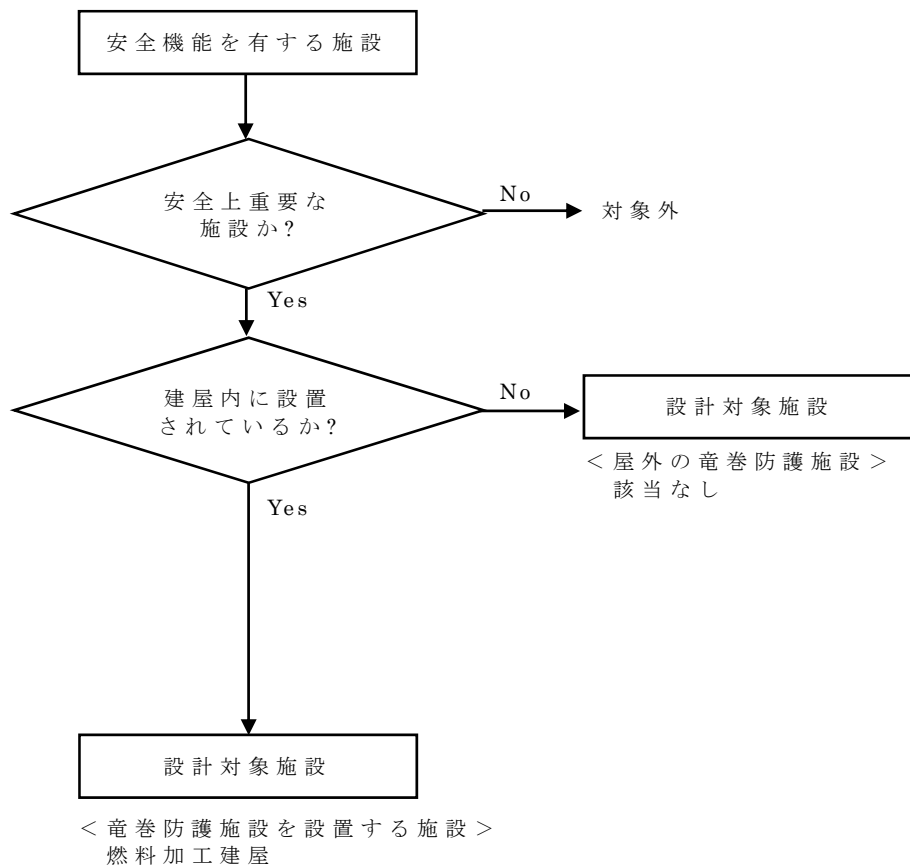 安全機能を有する施設
安全上重要な
施設か?
No
対象外
Yes
建屋内に設置
されているか?
No
設計対象施設
<屋外の竜巻防護施設>
該当なし
Yes
設計対象施設
<竜巻防護施設を設置する施設>
燃料加工建屋